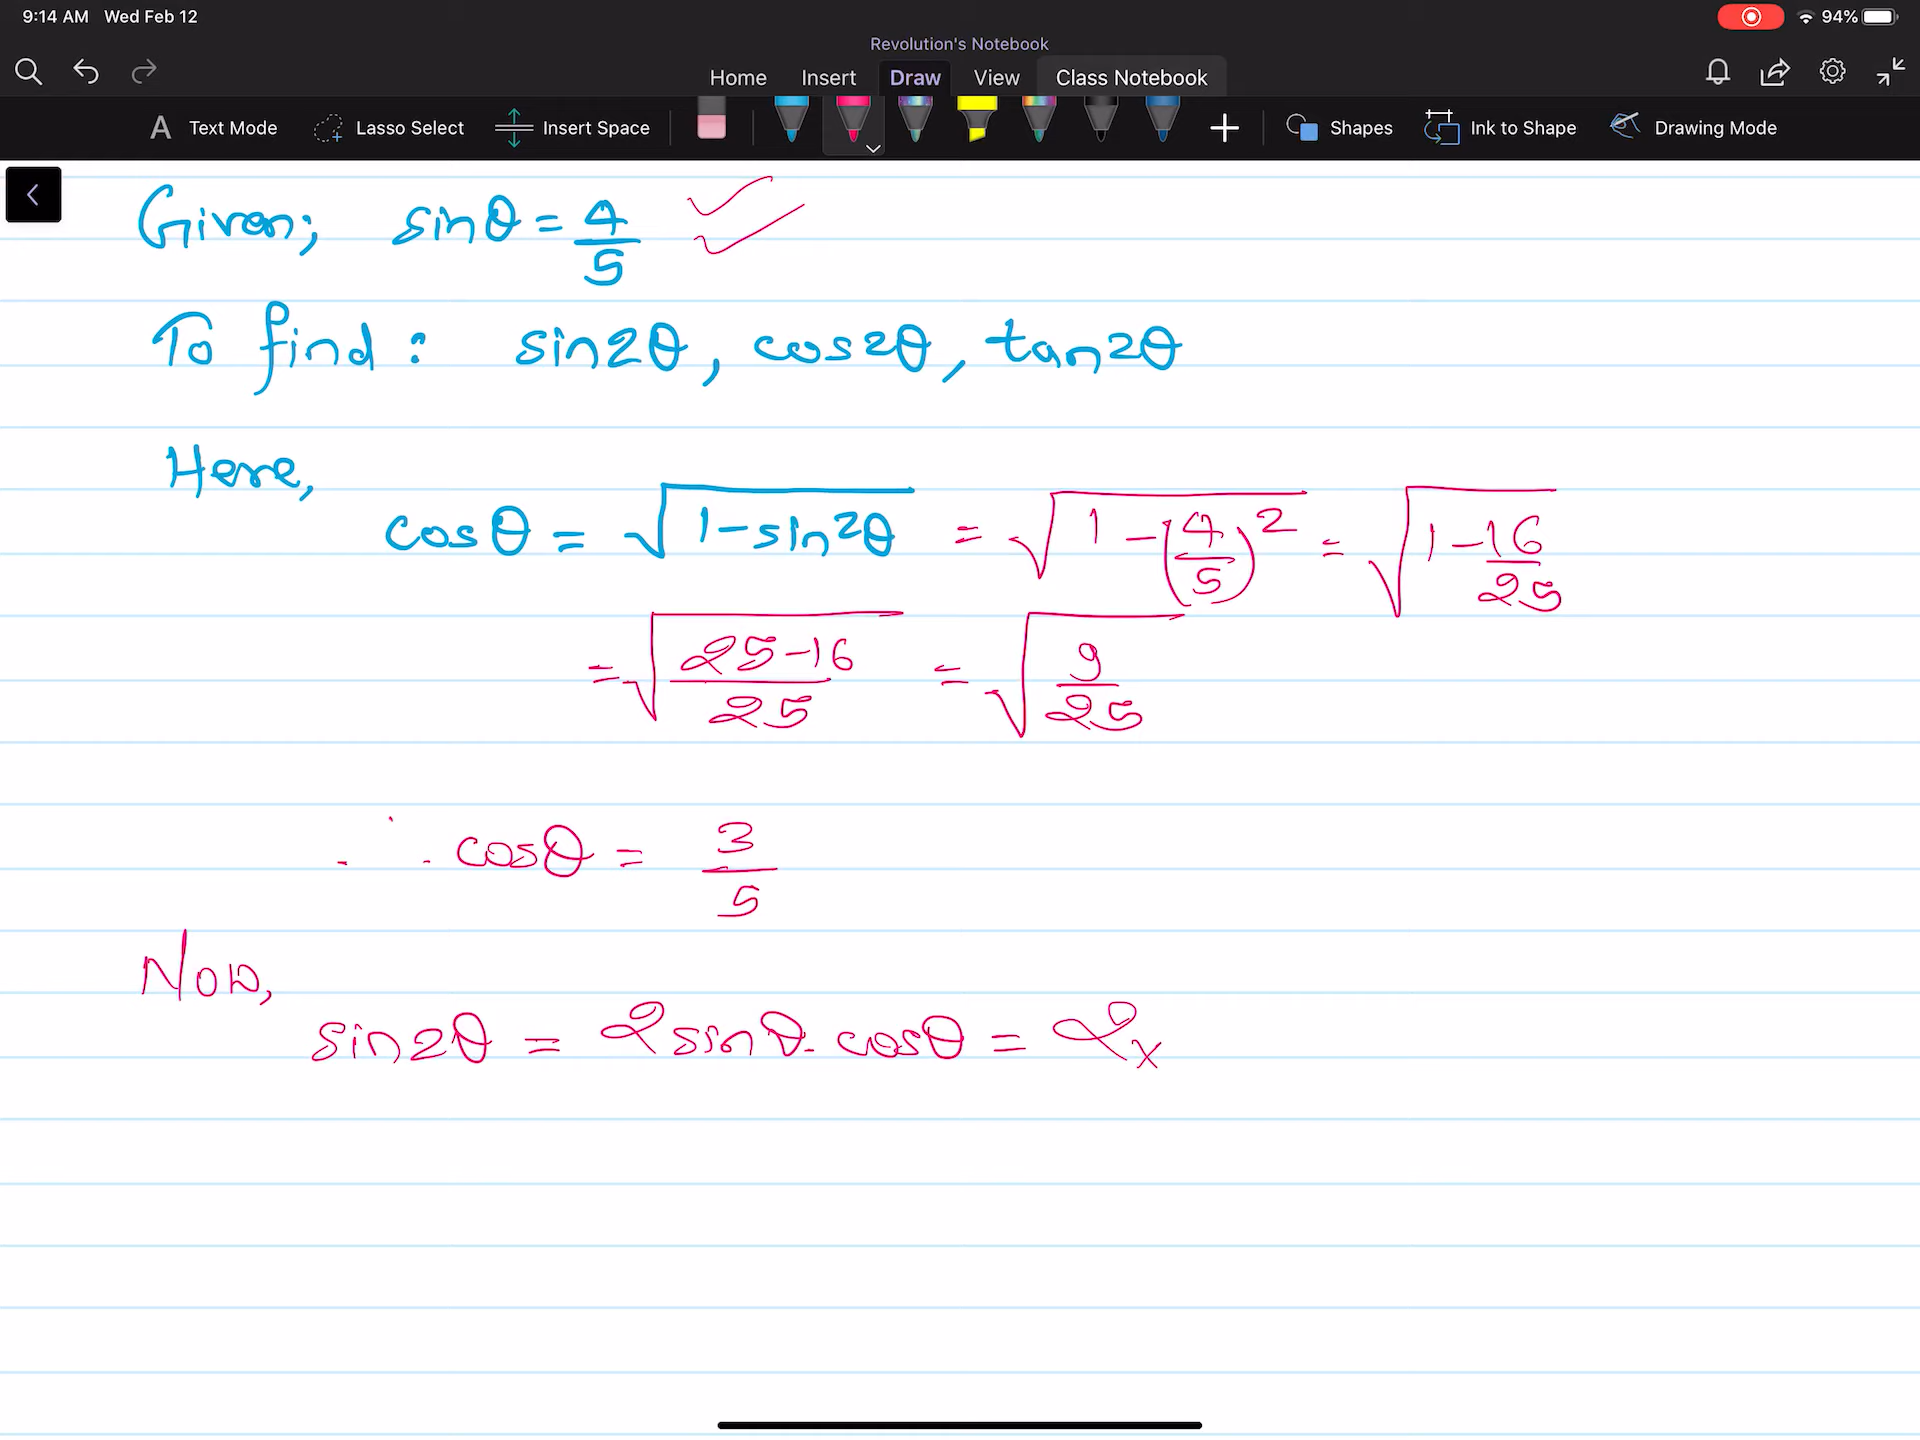 9:14 AM Wed Feb 12 94%
Revolution's Notebook
Home Insert Draw View Class Notebook
Text Mode Lasso Select Insert Space Shapes Ink to Shape Drawing Mode
Given; sinθ = 4/5
To find : sin2θ, cos2θ, tan2θ
Here,
cosθ = √(1-sin²θ) = √(1-(4/5)²) = √(1-16/25)
= √((25-16)/25) = √(9/25)
∴ cosθ = 3/5
Now,
sin2θ = 2sinθ. cosθ = 2x